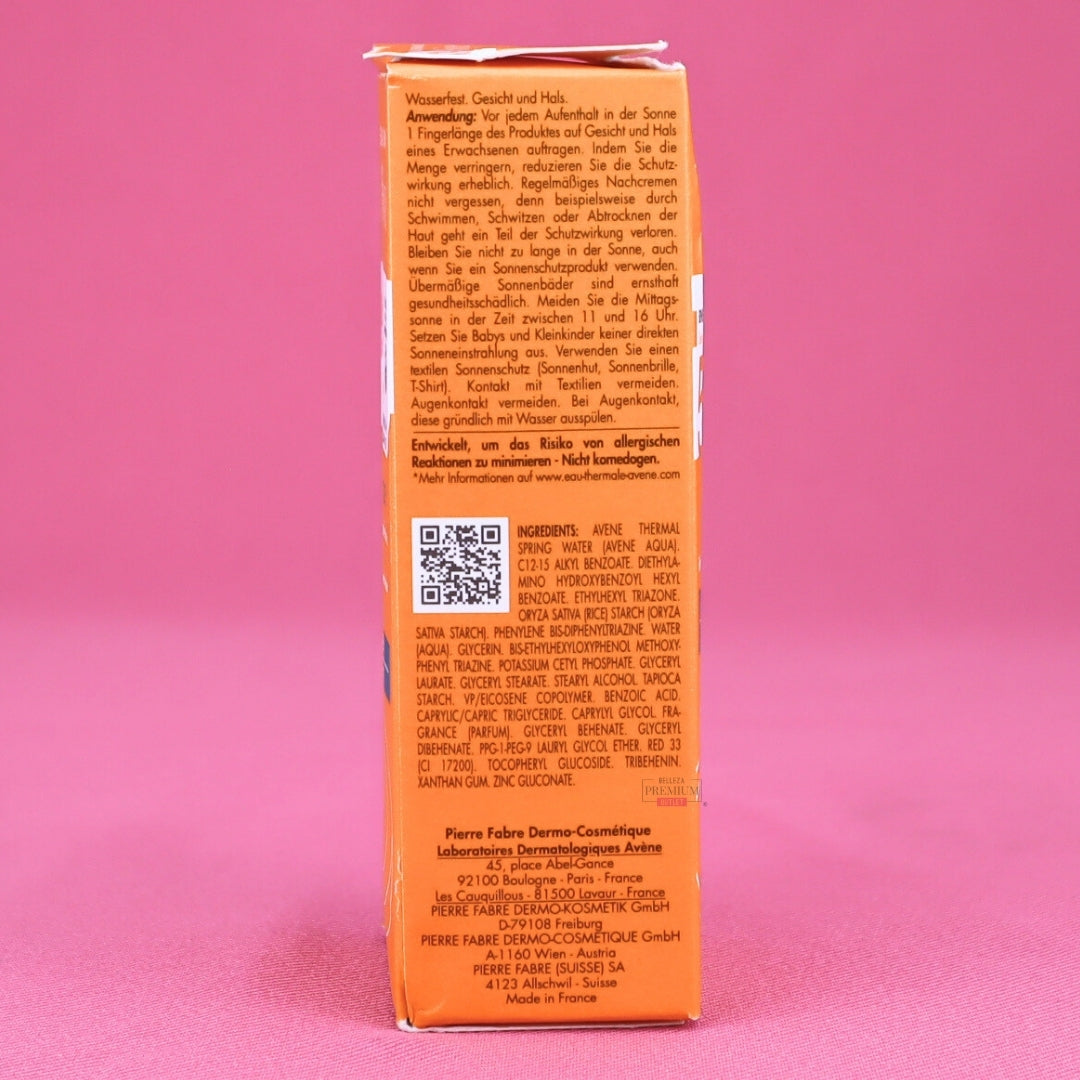 Wasserfest. Gesicht und Hals.
Anwendung: Vor jedem Aufenthalt in der Sonne
1 Fingerlänge des Produktes auf Gesicht und Hals
eines Erwachsenen auftragen. Indem Sie die
Menge verringern, reduzieren Sie die Schutz-
wirkung erheblich. Regelmäßiges Nachcremen
nicht vergessen, denn beispielsweise durch
Schwimmen, Schwitzen oder Abtrocknen der
Haut geht ein Teil der Schutzwirkung verloren.
Bleiben Sie nicht zu lange in der Sonne, auch
wenn Sie ein Sonnenschutzprodukt verwenden.
Übermäßige Sonnenbäder sind ernsthaft
gesundheitsschädlich. Meiden Sie die Mittags-
sonne in der Zeit zwischen 11 und 16 Uhr.
Setzen Sie Babys und Kleinkinder keiner direkten
Sonneneinstrahlung aus. Verwenden Sie einen
textilen Sonnenschutz (Sonnenhut, Sonnenbrille,
T-Shirt). Kontakt mit Textilien vermeiden.
Augenkontakt vermeiden. Bei Augenkontakt,
diese gründlich mit Wasser ausspülen.
Entwickelt, um das Risiko von allergischen
Reaktionen zu minimieren - Nicht komedogen.
*Mehr Informationen auf www.eau-thermale-avene.com
INGREDIENTS: AVENE THERMAL
SPRING WATER (AVENE AQUA).
C12-15 ALKYL BENZOATE. DIETHYLA-
MINO HYDROXYBENZOYL HEXYL
BENZOATE. ETHYLHEXYL TRIAZONE.
ORYZA SATIVA (RICE) STARCH (ORYZA
SATIVA STARCH). PHENYLENE BIS-DIPHENYLTRIAZINE. WATER
(AQUA). GLYCERIN. BIS-ETHYLHEXYLOXYPHENOL METHOXY-
PHENYL TRIAZINE. POTASSIUM CETYL PHOSPHATE. GLYCERYL
LAURATE. GLYCERYL STEARATE. STEARYL ALCOHOL. TAPIOCA
STARCH. VP/EICOSENE COPOLYMER. BENZOIC ACID.
CAPRYLIC/CAPRIC TRIGLYCERIDE. CAPRYLYL GLYCOL. FRA-
GRANCE (PARFUM). GLYCERYL BEHENATE. GLYCERYL
DIBEHENATE. PPG-1-PEG-9 LAURYL GLYCOL ETHER. RED 33
(CI 17200). TOCOPHERYL GLUCOSIDE. TRIBEHENIN.
XANTHAN GUM. ZINC GLUCONATE.
BELLEZA
PREMIUM
OUTLET
Pierre Fabre Dermo-Cosmétique
Laboratoires Dermatologiques Avène
45, place Abel-Gance
92100 Boulogne - Paris - France
Les Cauquillous - 81500 Lavaur - France
PIERRE FABRE DERMO-KOSMETIK GmbH
D-79108 Freiburg
PIERRE FABRE DERMO-COSMÉTIQUE GmbH
A-1160 Wien - Austria
PIERRE FABRE (SUISSE) SA
4123 Allschwil - Suisse
Made in France